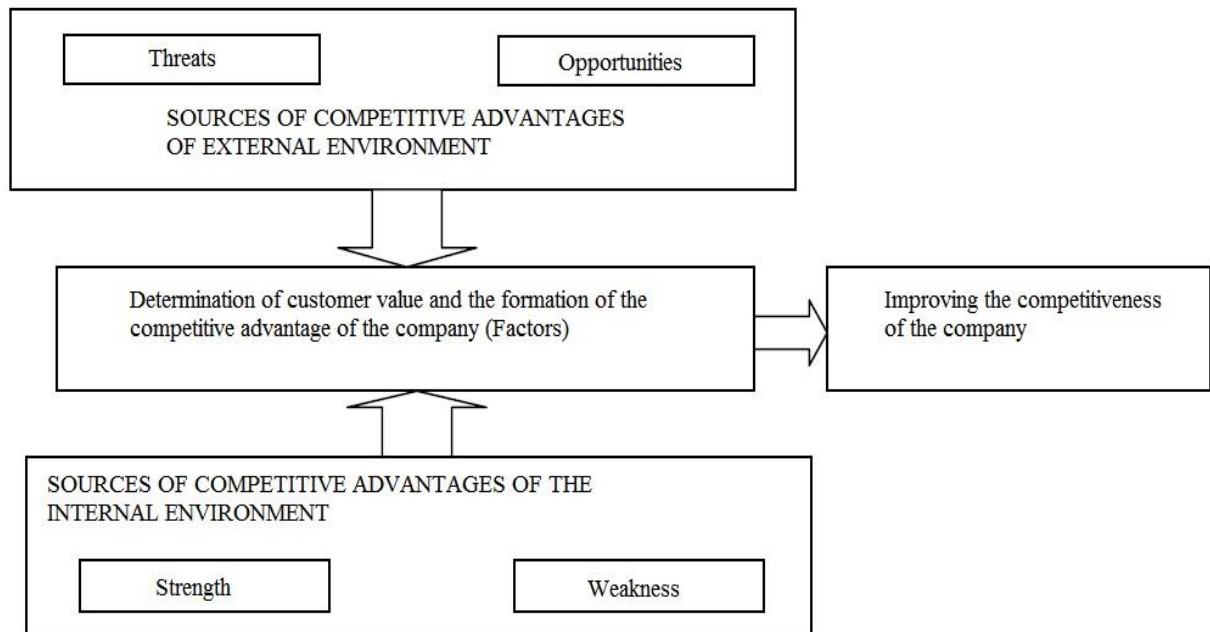 Threats
Opportunities
SOURCES OF COMPETITIVE ADVANTAGES
OF EXTERNAL ENVIRONMENT
Determination of customer value and the formation of the
competitive advantage of the company (Factors)
Improving the competitiveness
of the company
SOURCES OF COMPETITIVE ADVANTAGES OF THE
INTERNAL ENVIRONMENT
Strength
Weakness